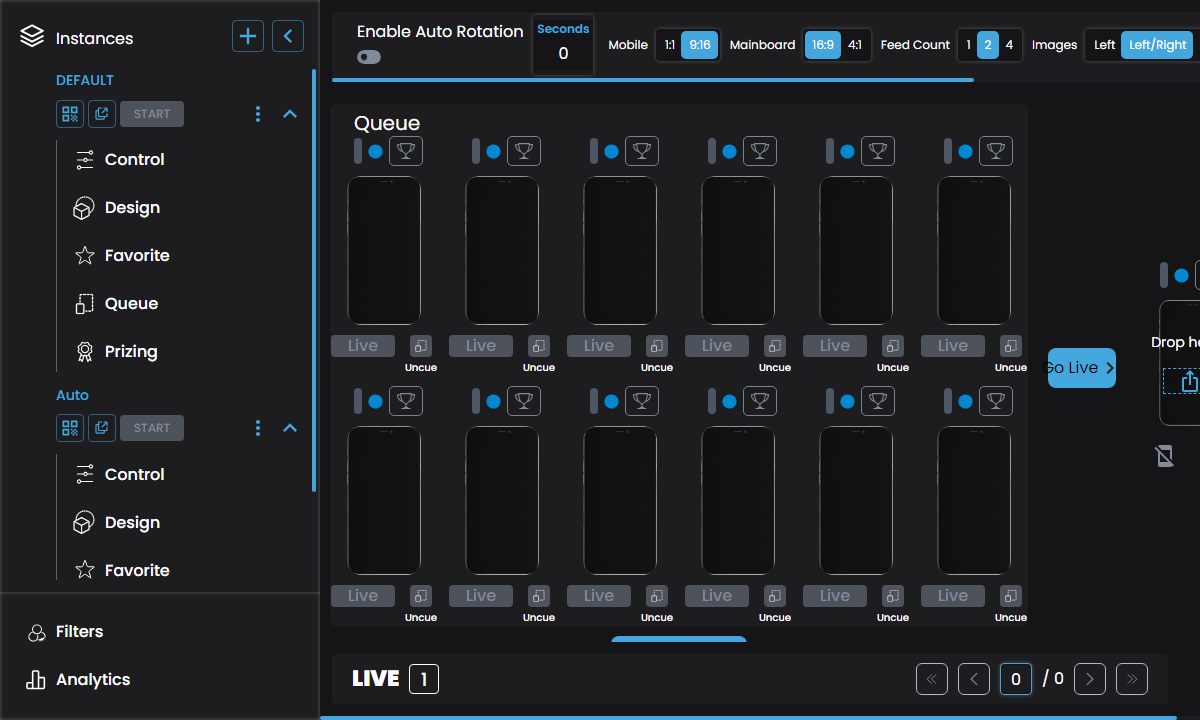 Instances
DEFAULT
START
Control
Design
Favorite
Queue
Prizing
Auto
START
Control
Design
Favorite
Filters
Analytics
Enable Auto Rotation
Seconds
0
Mobile 1:1 9:16 Mainboard 16:9 4:1 Feed Count 1 2 4 Images Left Left/Right
Queue
Live Live Live Live Live Live
Uncue Uncue Uncue Uncue Uncue Uncue
Live Live Live Live Live Live
Uncue Uncue Uncue Uncue Uncue Uncue
Go Live
Drop he
LIVE 1
0 / 0